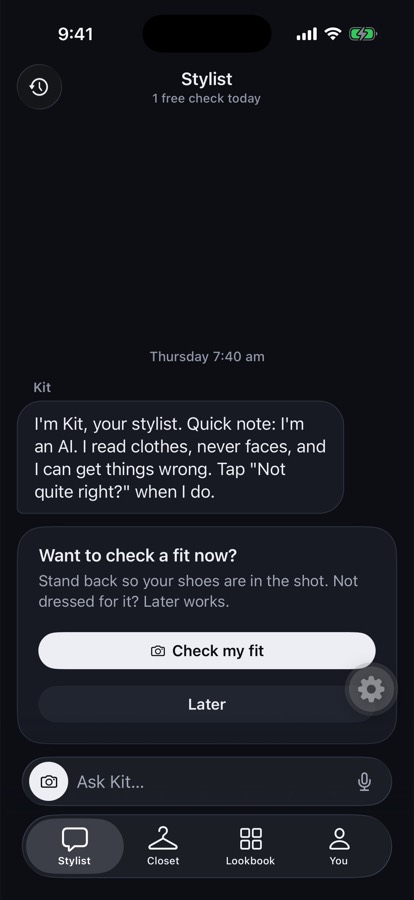 9:41
Stylist
1 free check today
Thursday 7:40 am
Kit
I'm Kit, your stylist. Quick note: I'm
an AI. I read clothes, never faces, and
I can get things wrong. Tap "Not
quite right?" when I do.
Want to check a fit now?
Stand back so your shoes are in the shot. Not
dressed for it? Later works.
Check my fit
Later
Ask Kit...
Stylist
Closet
Lookbook
You